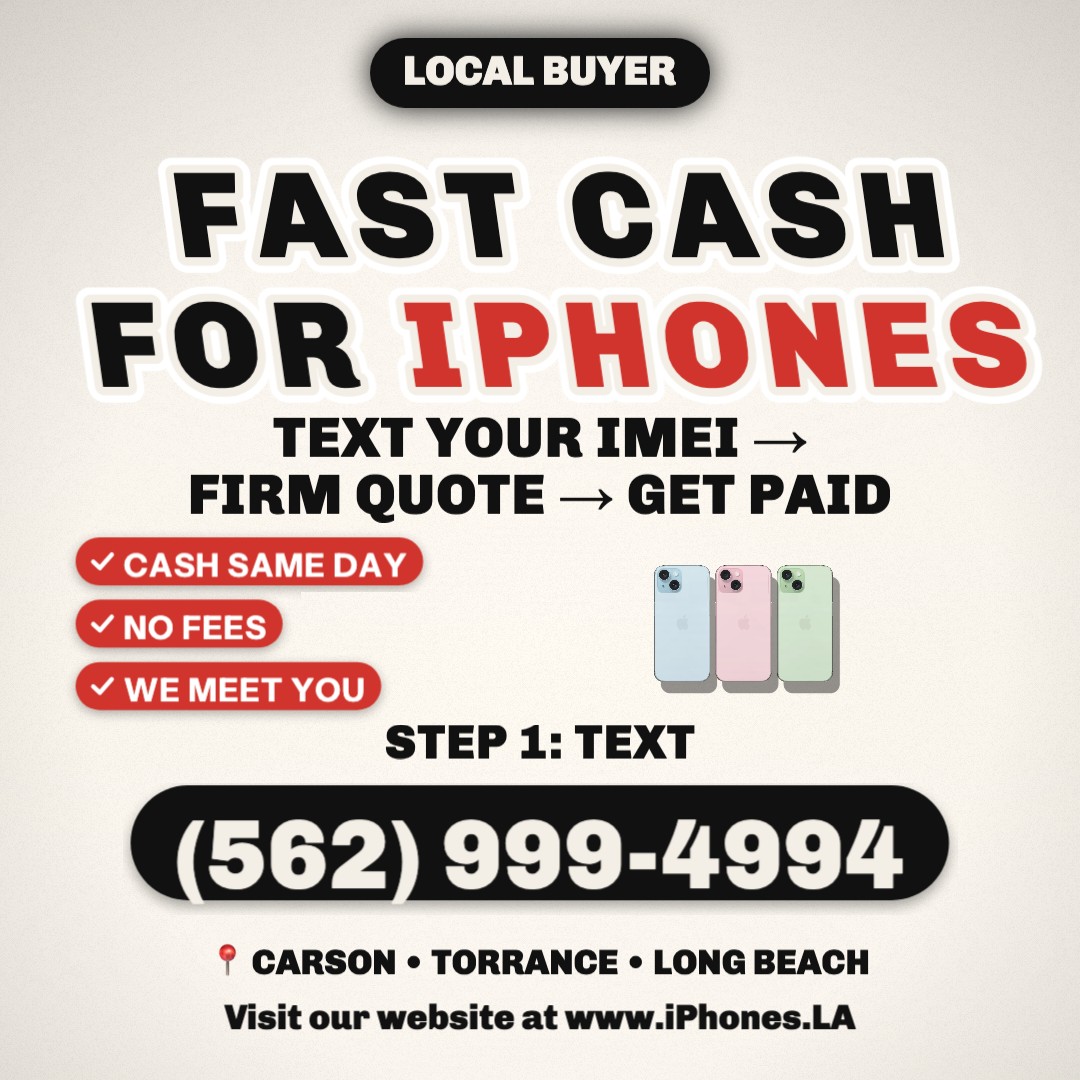 LOCAL BUYER
FAST CASH
FOR IPHONES
TEXT YOUR IMEI →
FIRM QUOTE → GET PAID
✓ CASH SAME DAY
✓ NO FEES
✓ WE MEET YOU
STEP 1: TEXT
(562) 999-4994
📍 CARSON • TORRANCE • LONG BEACH
Visit our website at www.iPhones.LA